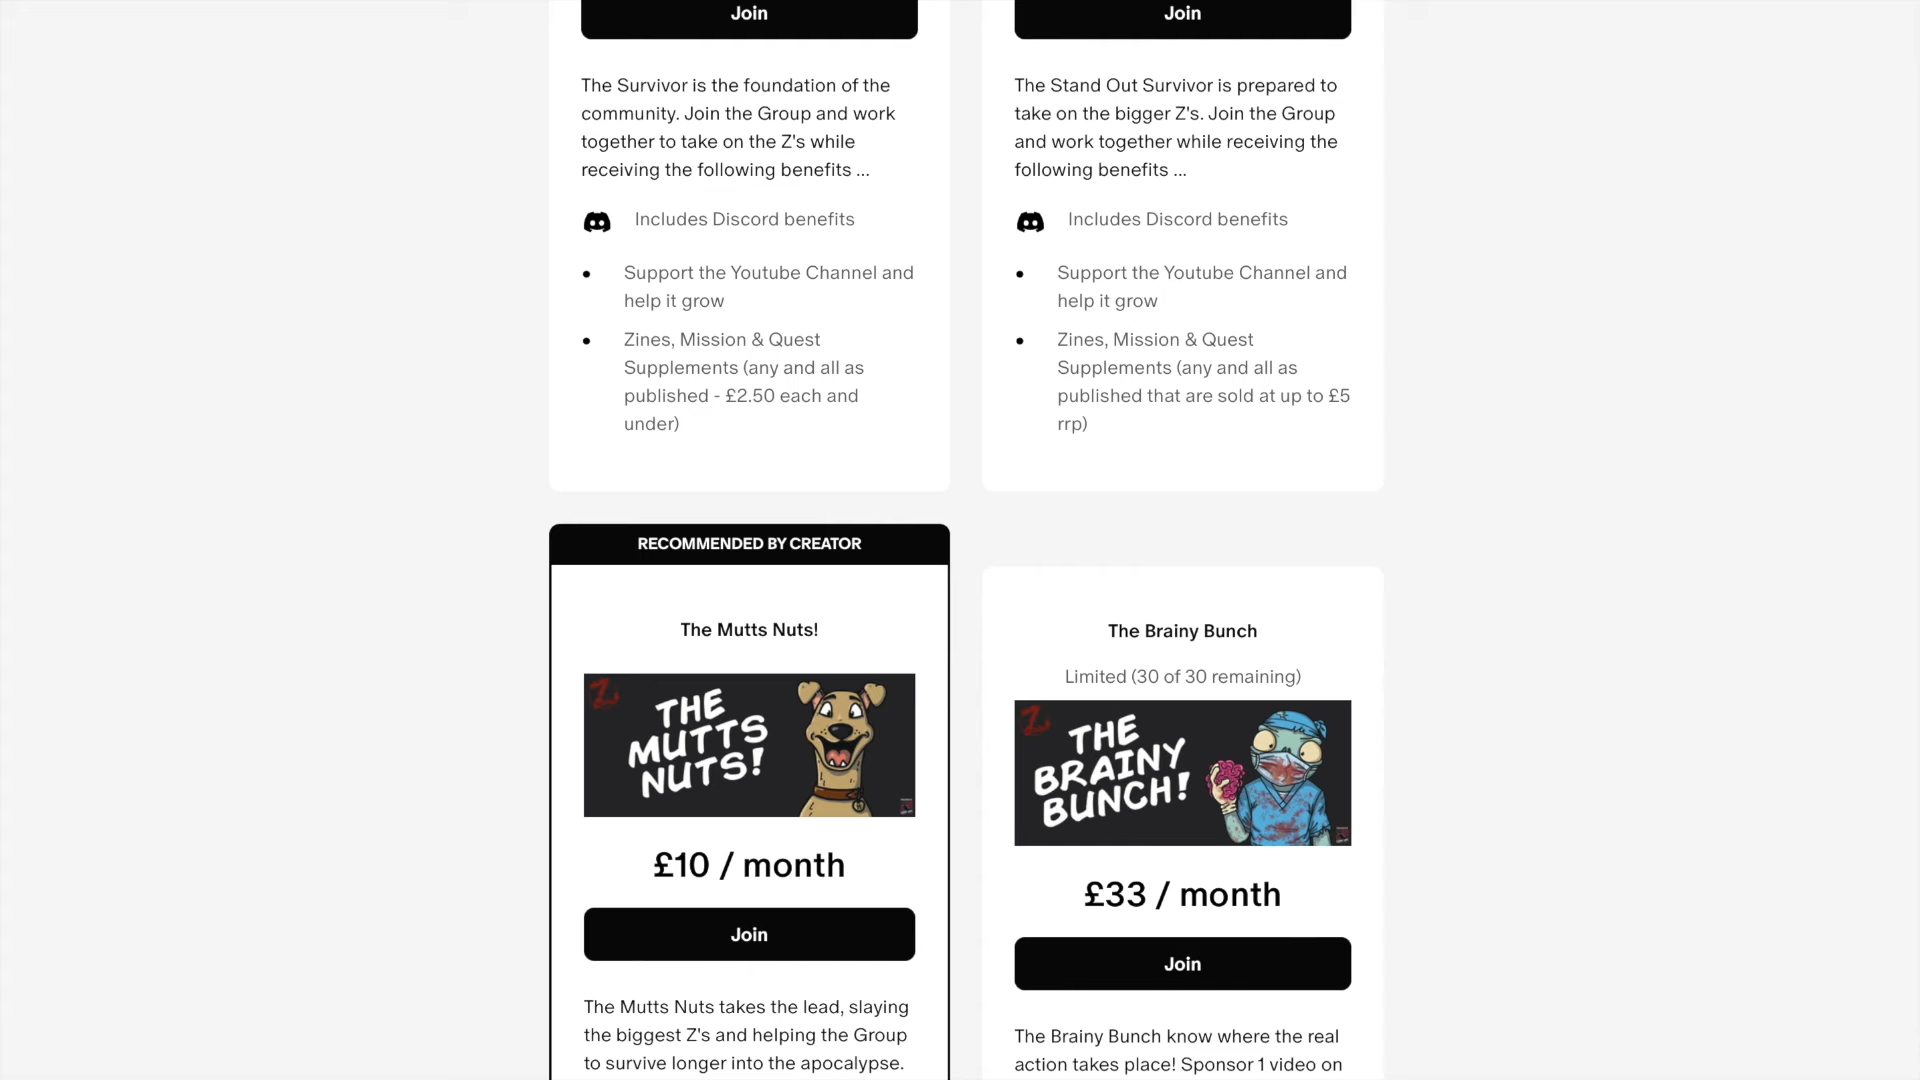 Join
The Survivor is the foundation of the
community. Join the Group and work
together to take on the Z's while
receiving the following benefits ...
Includes Discord benefits
• Support the Youtube Channel and
help it grow
• Zines, Mission & Quest
Supplements (any and all as
published - £2.50 each and
under)
Join
The Stand Out Survivor is prepared to
take on the bigger Z's. Join the Group
and work together while receiving the
following benefits ...
Includes Discord benefits
• Support the Youtube Channel and
help it grow
• Zines, Mission & Quest
Supplements (any and all as
published that are sold at up to £5
rrp)
RECOMMENDED BY CREATOR
The Mutts Nuts!
Z
THE
MUTTS
NUTS!
£10 / month
Join
The Mutts Nuts takes the lead, slaying
the biggest Z's and helping the Group
to survive longer into the apocalypse.
The Brainy Bunch
Limited (30 of 30 remaining)
Z
THE
BRAINY
BUNCH!
£33 / month
Join
The Brainy Bunch know where the real
action takes place! Sponsor 1 video on